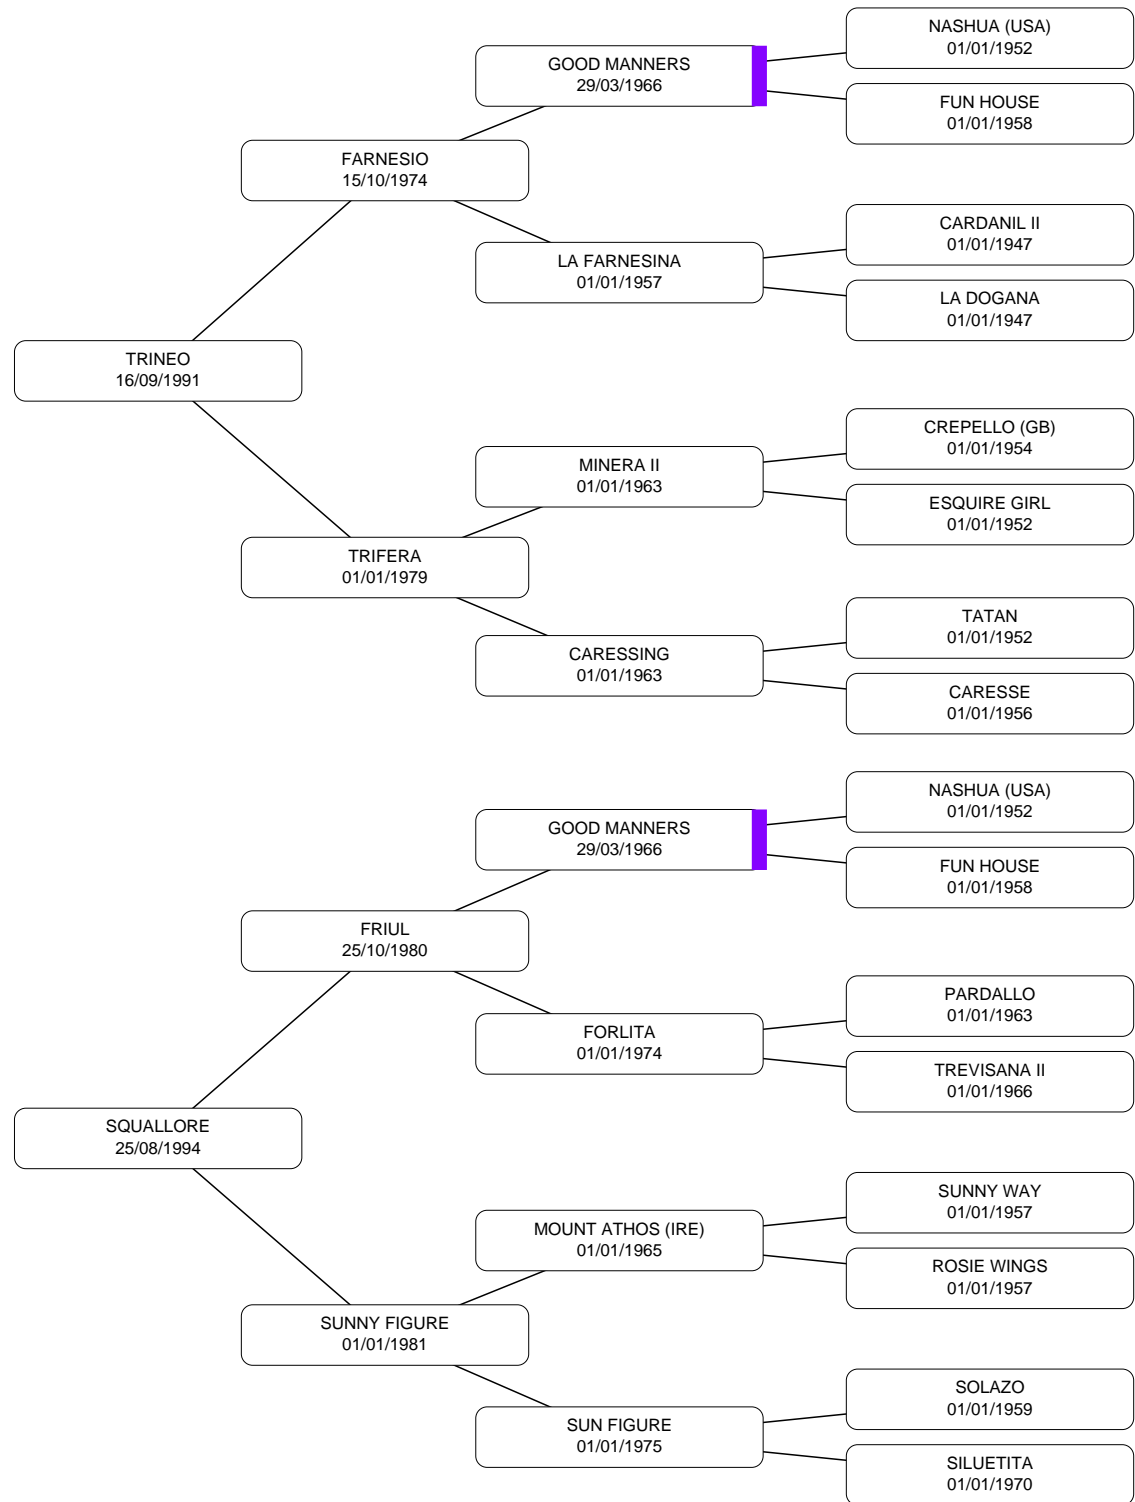 NASHUA (USA)
01/01/1952
GOOD MANNERS
29/03/1966
FUN HOUSE
01/01/1958
FARNESIO
15/10/1974
CARDANIL II
01/01/1947
LA FARNESINA
01/01/1957
LA DOGANA
01/01/1947
TRINEO
16/09/1991
CREPELLO (GB)
01/01/1954
MINERA II
01/01/1963
ESQUIRE GIRL
01/01/1952
TRIFERA
01/01/1979
TATAN
01/01/1952
CARESSING
01/01/1963
CARESSE
01/01/1956
NASHUA (USA)
01/01/1952
GOOD MANNERS
29/03/1966
FUN HOUSE
01/01/1958
FRIUL
25/10/1980
PARDALLO
01/01/1963
FORLITA
01/01/1974
TREVISANA II
01/01/1966
SQUALLORE
25/08/1994
SUNNY WAY
01/01/1957
MOUNT ATHOS (IRE)
01/01/1965
ROSIE WINGS
01/01/1957
SUNNY FIGURE
01/01/1981
SOLAZO
01/01/1959
SUN FIGURE
01/01/1975
SILUETITA
01/01/1970